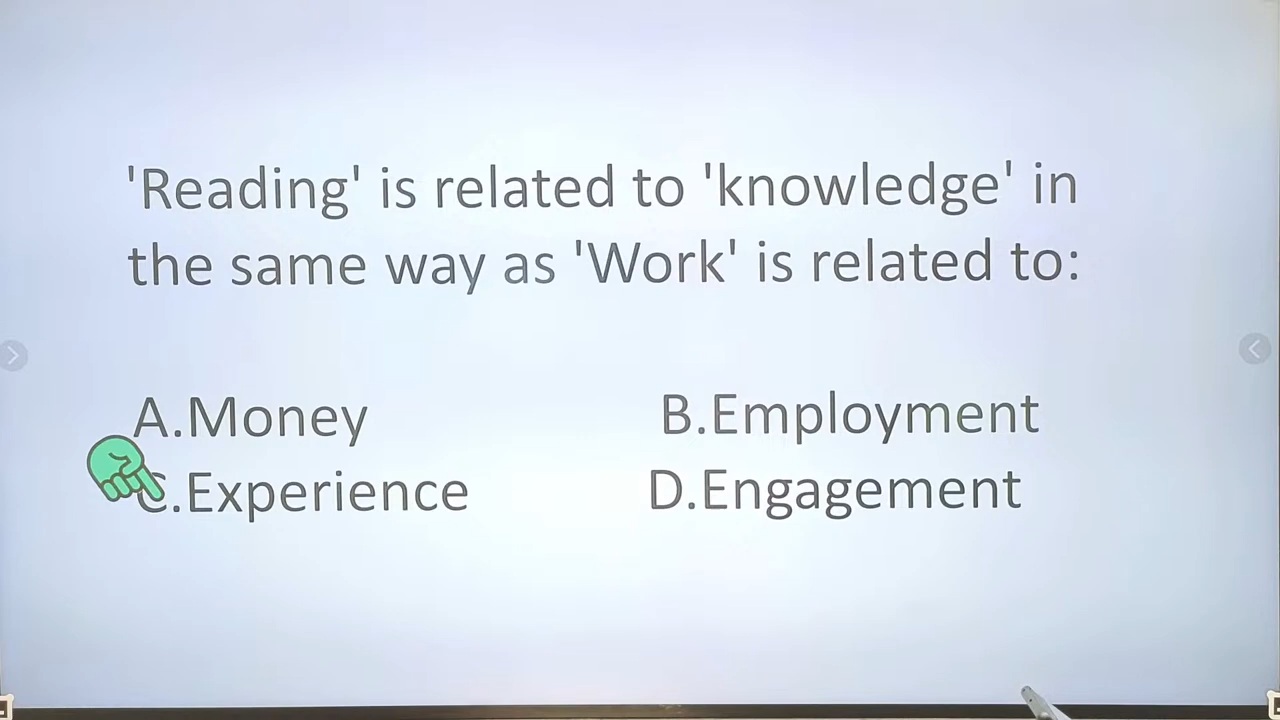 'Reading' is related to 'knowledge' in
the same way as 'Work' is related to:
A.Money B.Employment
C.Experience D.Engagement